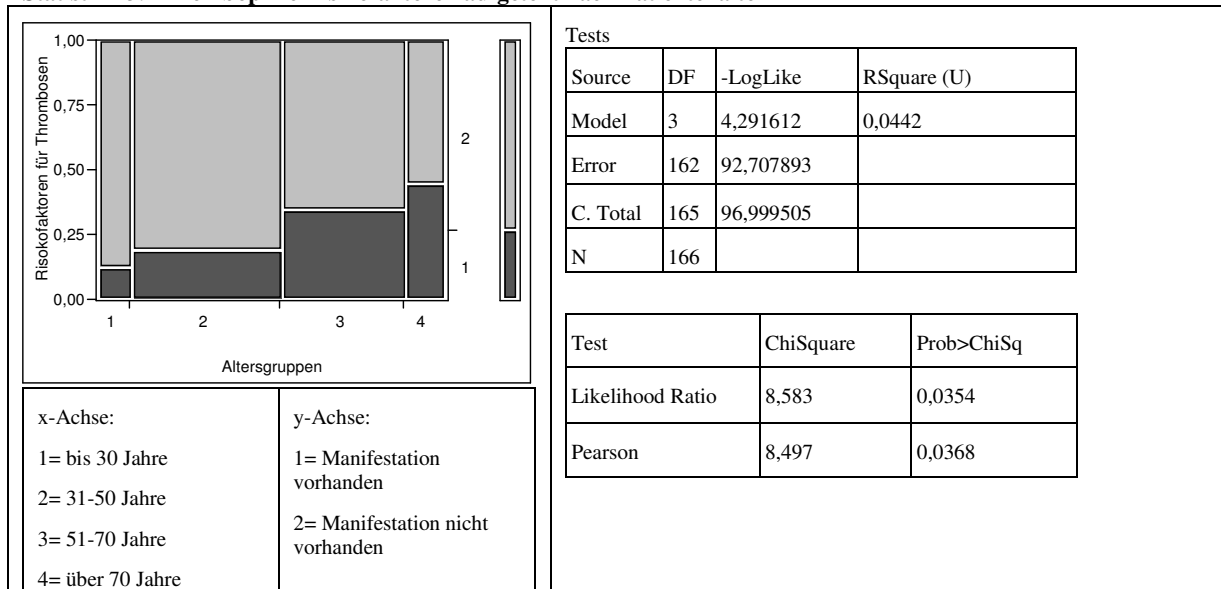 1,00
0,75
0,50
0,25
0,00
Risokofaktoren für Thrombosen
2
1
1 2 3 4
Altersgruppen
x-Achse:
1= bis 30 Jahre
2= 31-50 Jahre
3= 51-70 Jahre
4= über 70 Jahre
y-Achse:
1= Manifestation
vorhanden
2= Manifestation nicht
vorhanden
Tests
Source DF -LogLike RSquare (U)
Model 3 4,291612 0,0442
Error 162 92,707893
C. Total 165 96,999505
N 166
Test ChiSquare Prob>ChiSq
Likelihood Ratio 8,583 0,0354
Pearson 8,497 0,0368